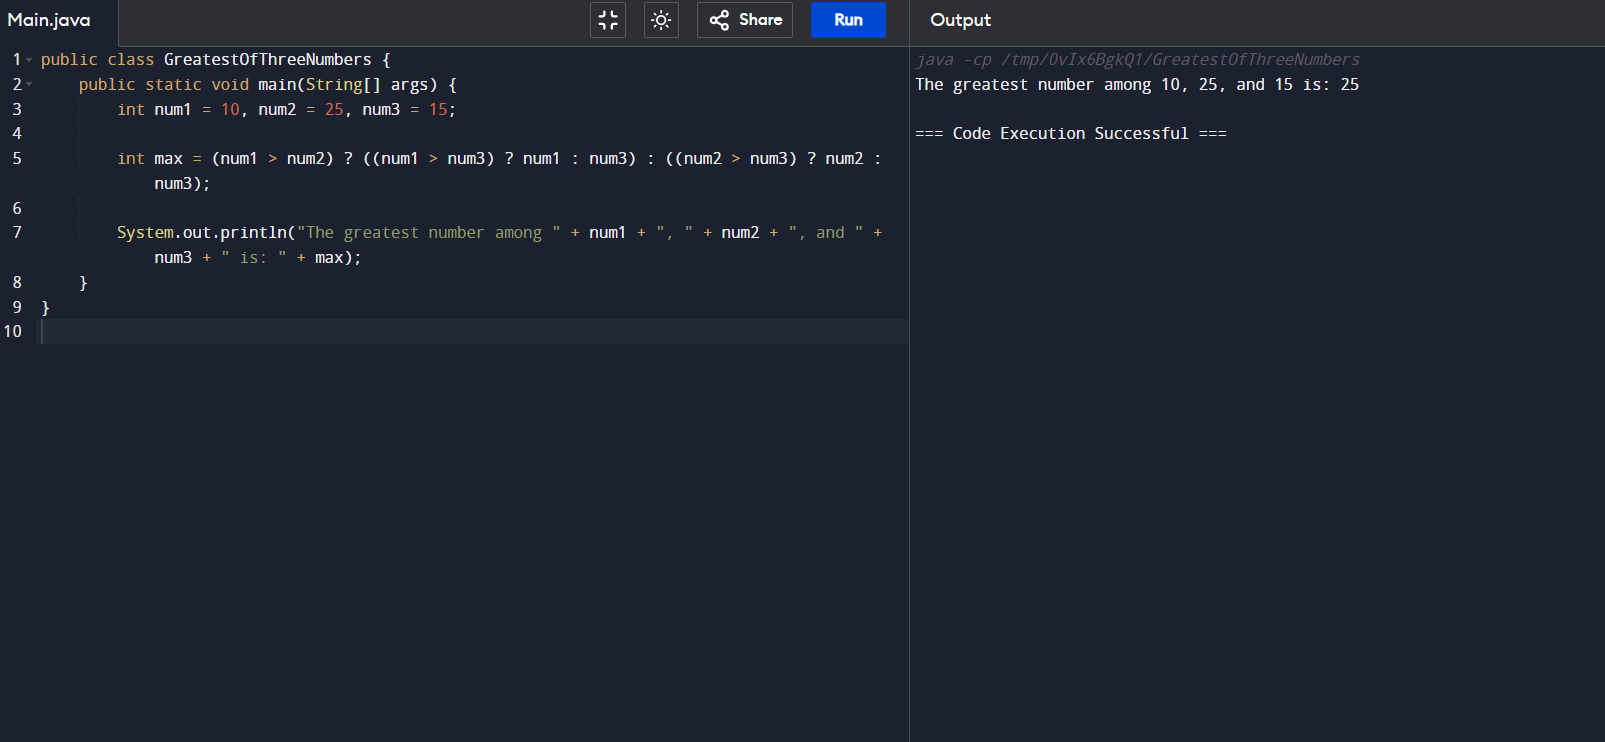 Main.java
Share
Run
Output
1 public class GreatestOfThreeNumbers {
2     public static void main(String[] args) {
3         int num1 = 10, num2 = 25, num3 = 15;
4
5         int max = (num1 > num2) ? ((num1 > num3) ? num1 : num3) : ((num2 > num3) ? num2 :
            num3);
6
7         System.out.println("The greatest number among " + num1 + ", " + num2 + ", and " +
            num3 + " is: " + max);
8     }
9 }
10
java -cp /tmp/0vIx6BgkQ1/GreatestOfThreeNumbers
The greatest number among 10, 25, and 15 is: 25
=== Code Execution Successful ===